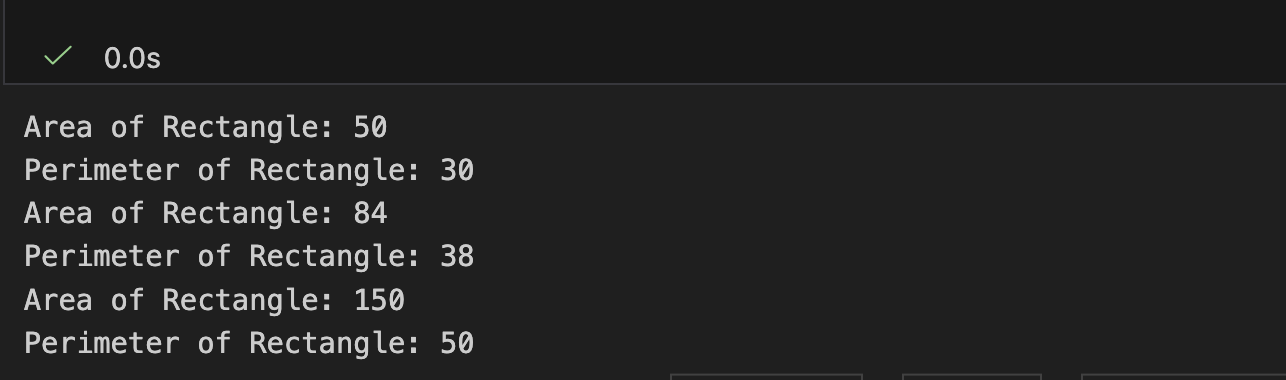 0.0s
Area of Rectangle: 50
Perimeter of Rectangle: 30
Area of Rectangle: 84
Perimeter of Rectangle: 38
Area of Rectangle: 150
Perimeter of Rectangle: 50